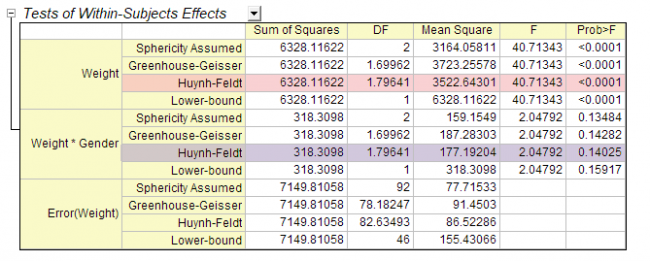 Tests of Within-Subjects Effects
Sum of Squares DF Mean Square F Prob>F
Weight Sphericity Assumed 6328.11622 2 3164.05811 40.71343 <0.0001
Greenhouse-Geisser 6328.11622 1.69962 3723.25578 40.71343 <0.0001
Huynh-Feldt 6328.11622 1.79641 3522.64301 40.71343 <0.0001
Lower-bound 6328.11622 1 6328.11622 40.71343 <0.0001
Weight * Gender Sphericity Assumed 318.3098 2 159.1549 2.04792 0.13484
Greenhouse-Geisser 318.3098 1.69962 187.28303 2.04792 0.14282
Huynh-Feldt 318.3098 1.79641 177.19204 2.04792 0.14025
Lower-bound 318.3098 1 318.3098 2.04792 0.15917
Error(Weight) Sphericity Assumed 7149.81058 92 77.71533
Greenhouse-Geisser 7149.81058 78.18247 91.4503
Huynh-Feldt 7149.81058 82.63493 86.52286
Lower-bound 7149.81058 46 155.43066